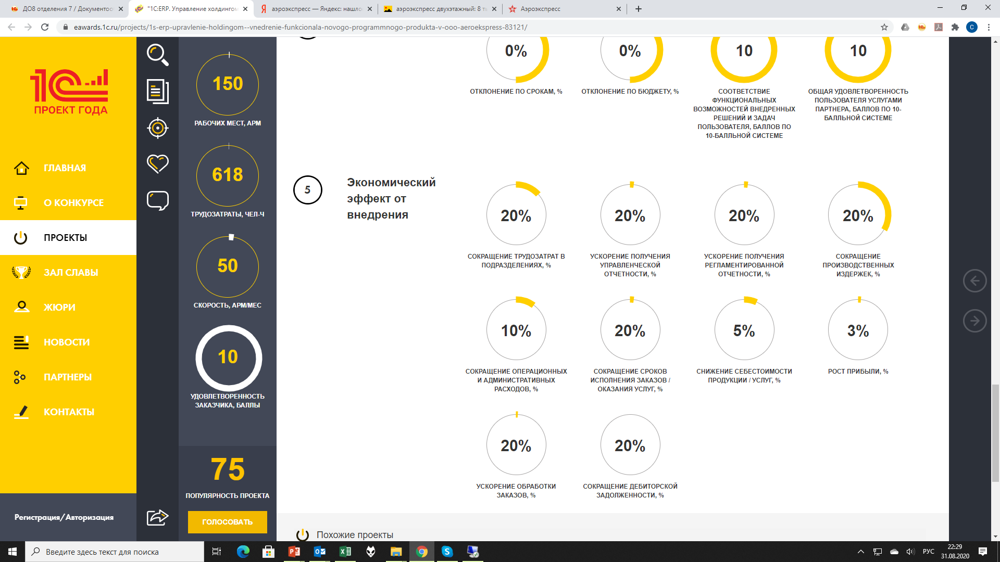 ДО8 отделения 7 / Документоо
"1С:ERP. Управление холдингом
аэроэкспресс — Яндекс: нашло
аэроэкспресс двухэтажный: 8 т
Аэроэкспресс
eawards.1c.ru/projects/1s-erp-upravlenie-holdingom--vnedrenie-funkcionala-novogo-programmnogo-produkta-v-ooo-aeroekspress-83121/
C
1С
ПРОЕКТ ГОДА
ГЛАВНАЯ
О КОНКУРСЕ
ПРОЕКТЫ
ЗАЛ СЛАВЫ
ЖЮРИ
НОВОСТИ
ПАРТНЕРЫ
КОНТАКТЫ
Регистрация/Авторизация
150
РАБОЧИХ МЕСТ, АРМ
618
ТРУДОЗАТРАТЫ, ЧЕЛ-Ч
50
СКОРОСТЬ, АРМ/МЕС
10
УДОВЛЕТВОРЕННОСТЬ
ЗАКАЗЧИКА, БАЛЛЫ
75
ПОПУЛЯРНОСТЬ ПРОЕКТА
ГОЛОСОВАТЬ
0%
ОТКЛОНЕНИЕ ПО СРОКАМ, %
0%
ОТКЛОНЕНИЕ ПО БЮДЖЕТУ, %
10
СООТВЕТСТВИЕ
ФУНКЦИОНАЛЬНЫХ
ВОЗМОЖНОСТЕЙ ВНЕДРЕННЫХ
РЕШЕНИЙ И ЗАДАЧ
ПОЛЬЗОВАТЕЛЯ, БАЛЛОВ ПО
10-БАЛЛЬНОЙ СИСТЕМЕ
10
ОБЩАЯ УДОВЛЕТВОРЕННОСТЬ
ПОЛЬЗОВАТЕЛЯ УСЛУГАМИ
ПАРТНЕРА, БАЛЛОВ ПО 10-
БАЛЛЬНОЙ СИСТЕМЕ
5
Экономический
эффект от
внедрения
20%
СОКРАЩЕНИЕ ТРУДОЗАТРАТ В
ПОДРАЗДЕЛЕНИЯХ, %
20%
УСКОРЕНИЕ ПОЛУЧЕНИЯ
УПРАВЛЕНЧЕСКОЙ
ОТЧЕТНОСТИ, %
20%
УСКОРЕНИЕ ПОЛУЧЕНИЯ
РЕГЛАМЕНТИРОВАННОЙ
ОТЧЕТНОСТИ, %
20%
СОКРАЩЕНИЕ
ПРОИЗВОДСТВЕННЫХ
ИЗДЕРЖЕК, %
10%
СОКРАЩЕНИЕ ОПЕРАЦИОННЫХ
И АДМИНИСТРАТИВНЫХ
РАСХОДОВ, %
20%
СОКРАЩЕНИЕ СРОКОВ
ИСПОЛНЕНИЯ ЗАКАЗОВ /
ОКАЗАНИЯ УСЛУГ, %
5%
СНИЖЕНИЕ СЕБЕСТОИМОСТИ
ПРОДУКЦИИ / УСЛУГ, %
3%
РОСТ ПРИБЫЛИ, %
20%
УСКОРЕНИЕ ОБРАБОТКИ
ЗАКАЗОВ, %
20%
СОКРАЩЕНИЕ ДЕБИТОРСКОЙ
ЗАДОЛЖЕННОСТИ, %
Похожие проекты
Введите здесь текст для поиска
РУС
22:29
31.08.2020